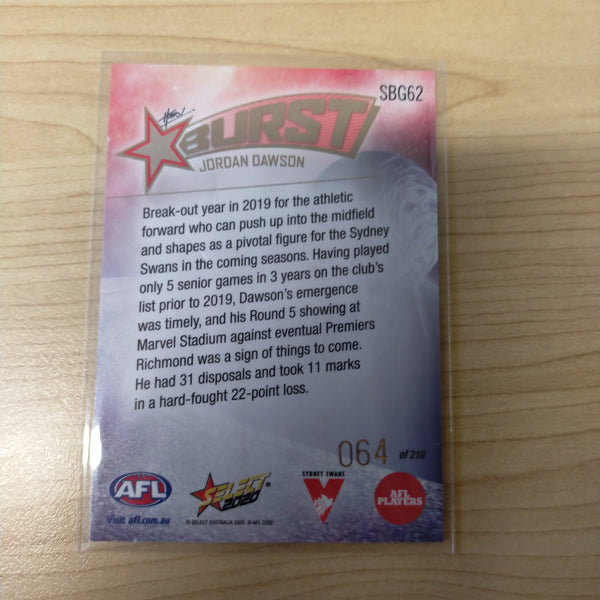 SBG62
BURST
JORDAN DAWSON
Break-out year in 2019 for the athletic
forward who can push up into the midfield
and shapes as a pivotal figure for the Sydney
Swans in the coming seasons. Having played
only 5 senior games in 3 years on the club's
list prior to 2019, Dawson's emergence
was timely, and his Round 5 showing at
Marvel Stadium against eventual Premiers
Richmond was a sign of things to come.
He had 31 disposals and took 11 marks
in a hard-fought 22-point loss.
064 of 210
AFL
Visit afl.com.au
SELECT
2020
© SELECT AUSTRALIA 2020 © AFL 2020
SYDNEY SWANS
AFL
PLAYERS